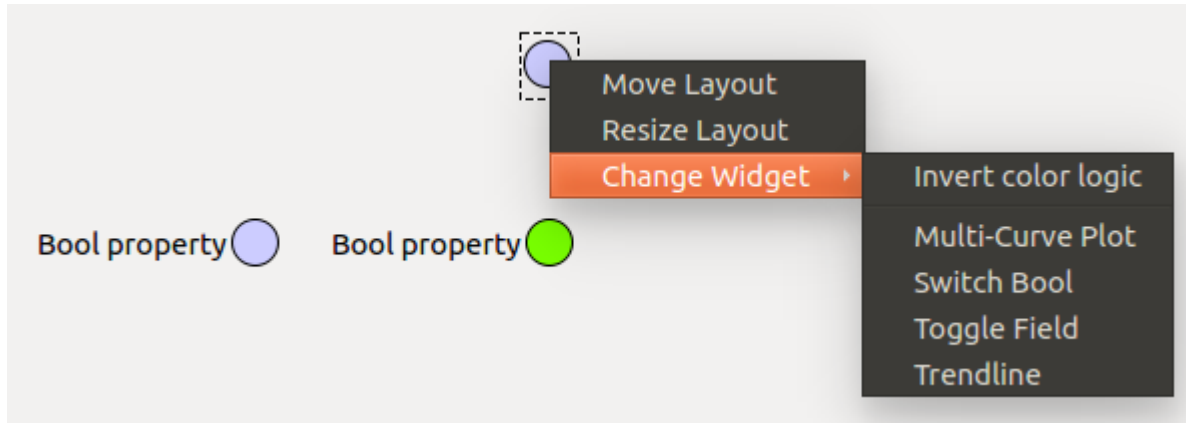 Move Layout
Resize Layout
Change Widget
Invert color logic
Multi-Curve Plot
Switch Bool
Toggle Field
Trendline
Bool property
Bool property